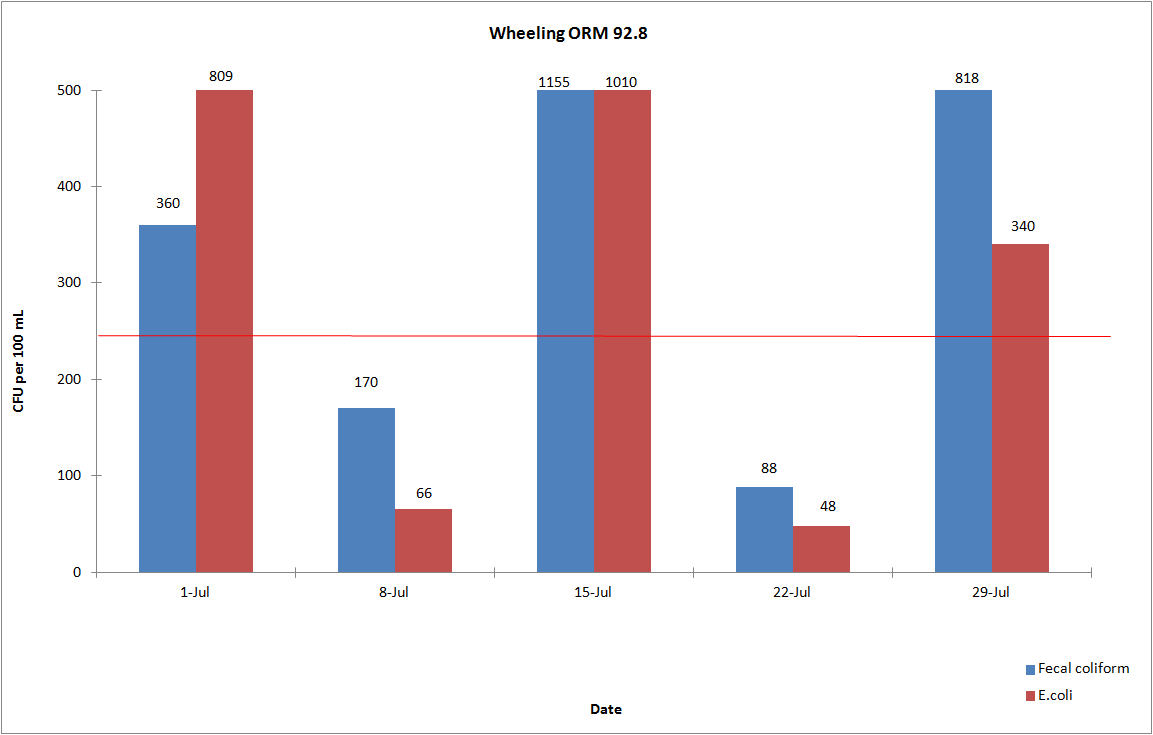 Wheeling ORM 92.8
809
1155
1010
818
500
400
360
340
300
CFU per 100 mL
200
170
100
88
66
48
0
1-Jul
8-Jul
15-Jul
22-Jul
29-Jul
Fecal coliform
E.coli
Date